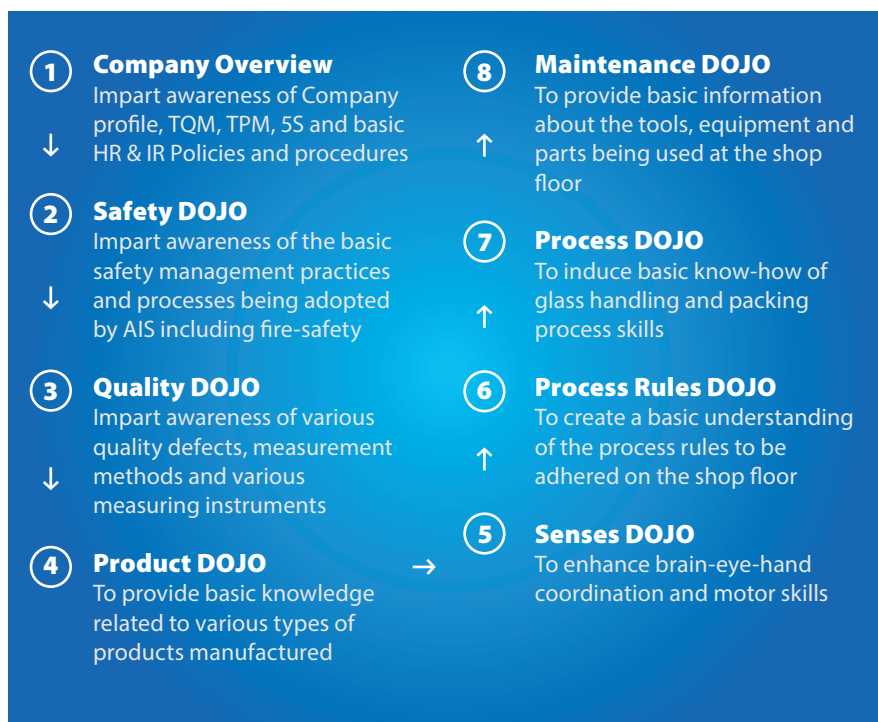 1
Company Overview
Impart awareness of Company
profile, TQM, TPM, 5S and basic
HR & IR Policies and procedures
↓
2
Safety DOJO
Impart awareness of the basic
safety management practices
and processes being adopted
by AIS including fire-safety
↓
3
Quality DOJO
Impart awareness of various
quality defects, measurement
methods and various
measuring instruments
↓
4
Product DOJO
To provide basic knowledge
related to various types of
products manufactured
→
5
Senses DOJO
To enhance brain-eye-hand
coordination and motor skills
↑
6
Process Rules DOJO
To create a basic understanding
of the process rules to be
adhered on the shop floor
↑
7
Process DOJO
To induce basic know-how of
glass handling and packing
process skills
↑
8
Maintenance DOJO
To provide basic information
about the tools, equipment and
parts being used at the shop
floor